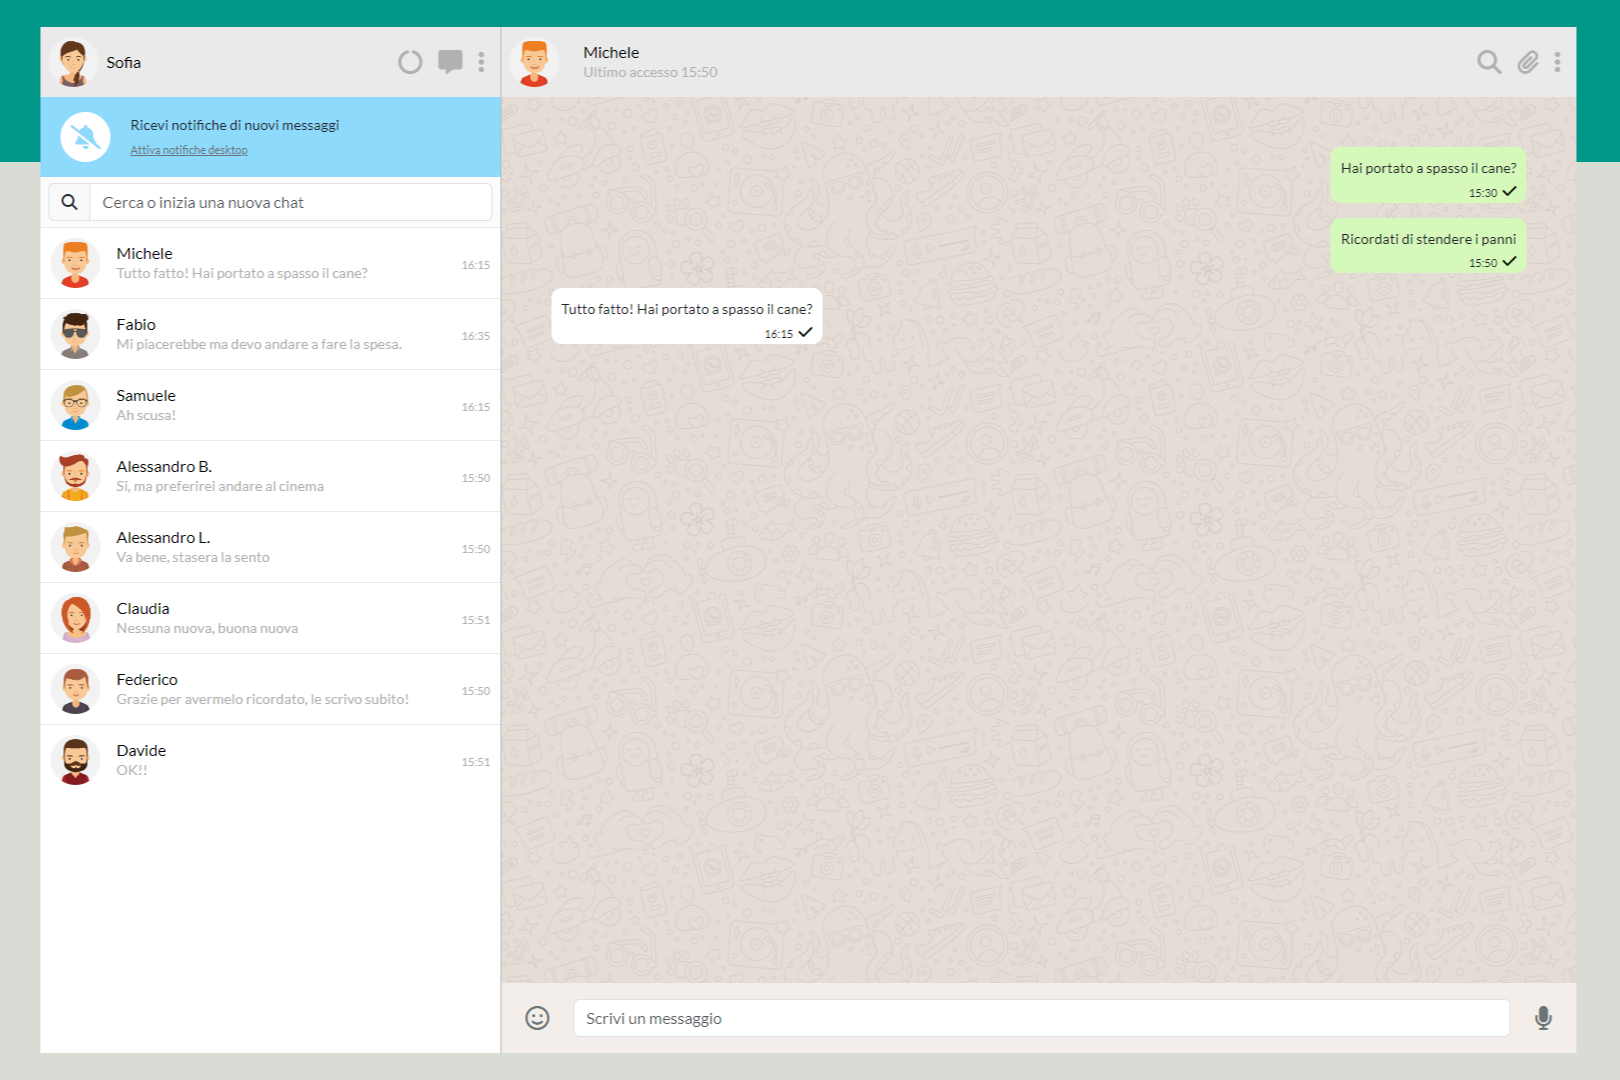 Sofia
Ricevi notifiche di nuovi messaggi
Attiva notifiche desktop
Cerca o inizia una nuova chat
Michele
Tutto fatto! Hai portato a spasso il cane?
16:15
Fabio
Mi piacerebbe ma devo andare a fare la spesa.
16:35
Samuele
Ah scusa!
16:15
Alessandro B.
Si, ma preferirei andare al cinema
15:50
Alessandro L.
Va bene, stasera la sento
15:50
Claudia
Nessuna nuova, buona nuova
15:51
Federico
Grazie per avermelo ricordato, le scrivo subito!
15:50
Davide
OK!!
15:51
Michele
Ultimo accesso 15:50
Hai portato a spasso il cane?
15:30
Ricordati di stendere i panni
15:50
Tutto fatto! Hai portato a spasso il cane?
16:15
Scrivi un messaggio